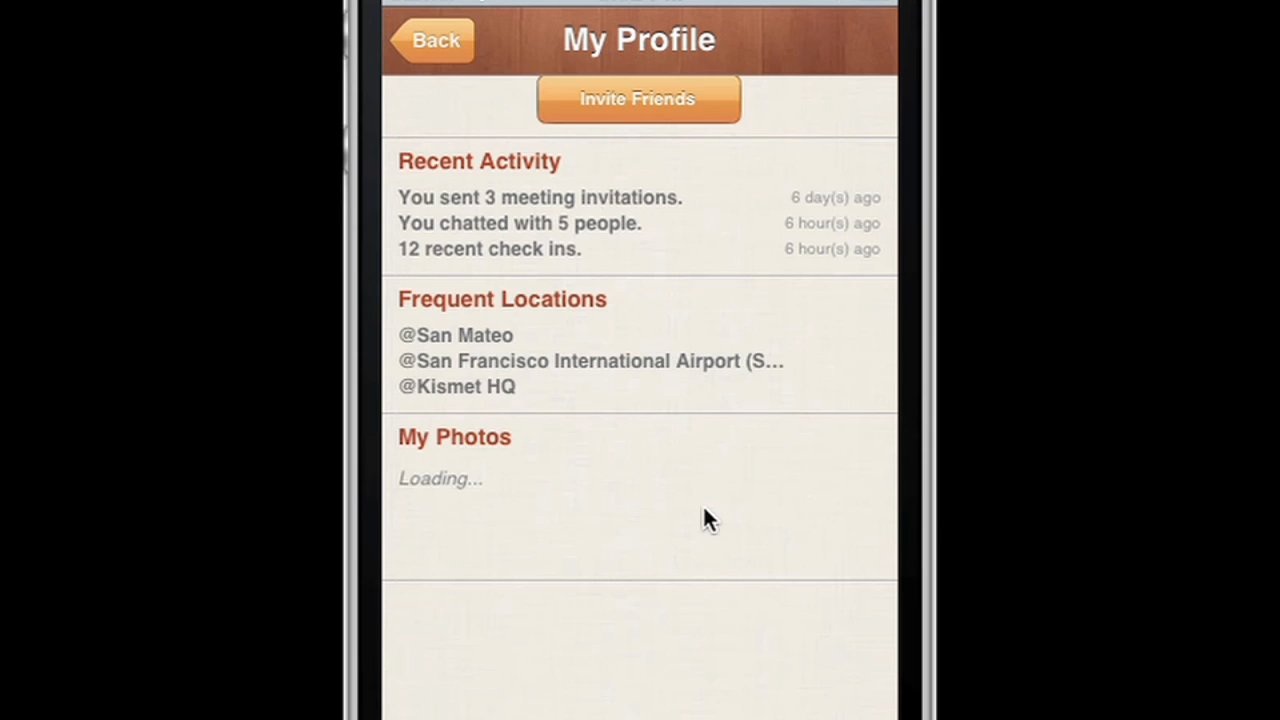 Back
My Profile
Invite Friends
Recent Activity
You sent 3 meeting invitations. 6 day(s) ago
You chatted with 5 people. 6 hour(s) ago
12 recent check ins. 6 hour(s) ago
Frequent Locations
@San Mateo
@San Francisco International Airport (S...
@Kismet HQ
My Photos
Loading...